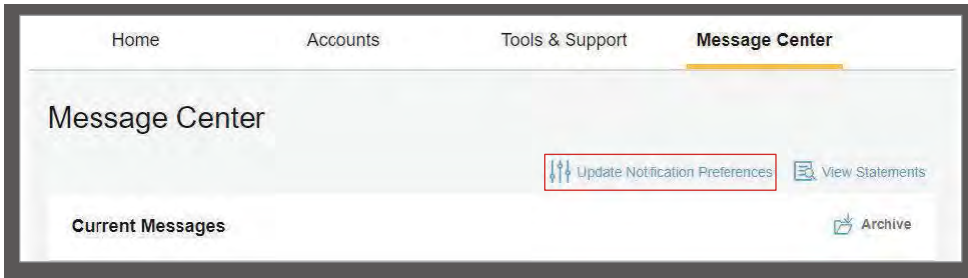 Home Accounts Tools & Support Message Center
Message Center
Update Notification Preferences View Statements
Current Messages Archive